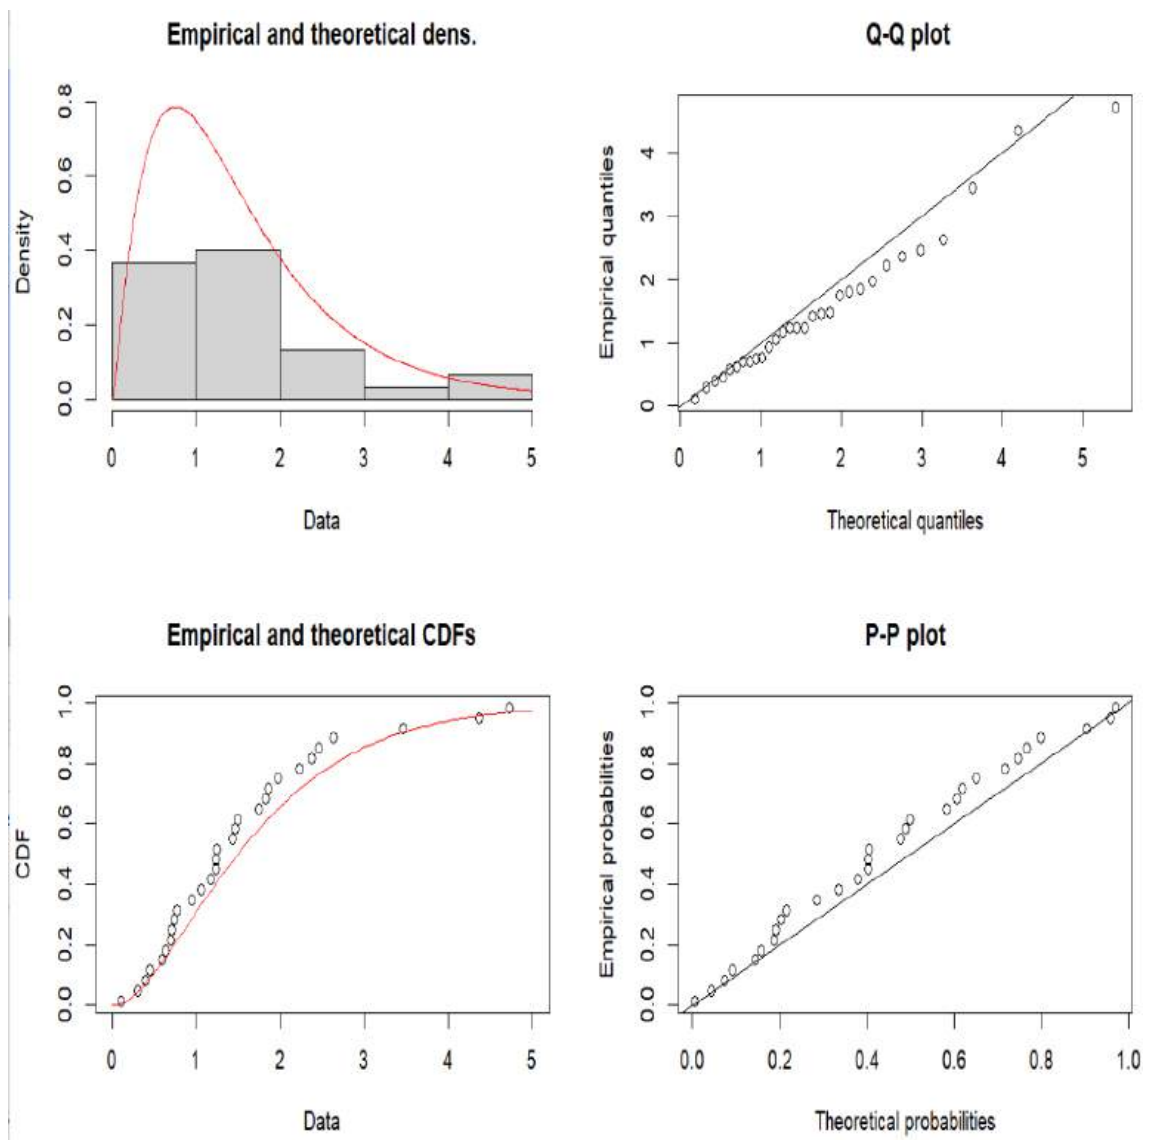 Empirical and theoretical dens.
Density
0.0 0.2 0.4 0.6 0.8
0 1 2 3 4 5
Data
Q-Q plot
Empirical quantiles
0 1 2 3 4
0 1 2 3 4 5
Theoretical quantiles
Empirical and theoretical CDFs
CDF
0.0 0.2 0.4 0.6 0.8 1.0
0 1 2 3 4 5
Data
P-P plot
Empirical probabilities
0.0 0.2 0.4 0.6 0.8 1.0
0.0 0.2 0.4 0.6 0.8 1.0
Theoretical probabilities